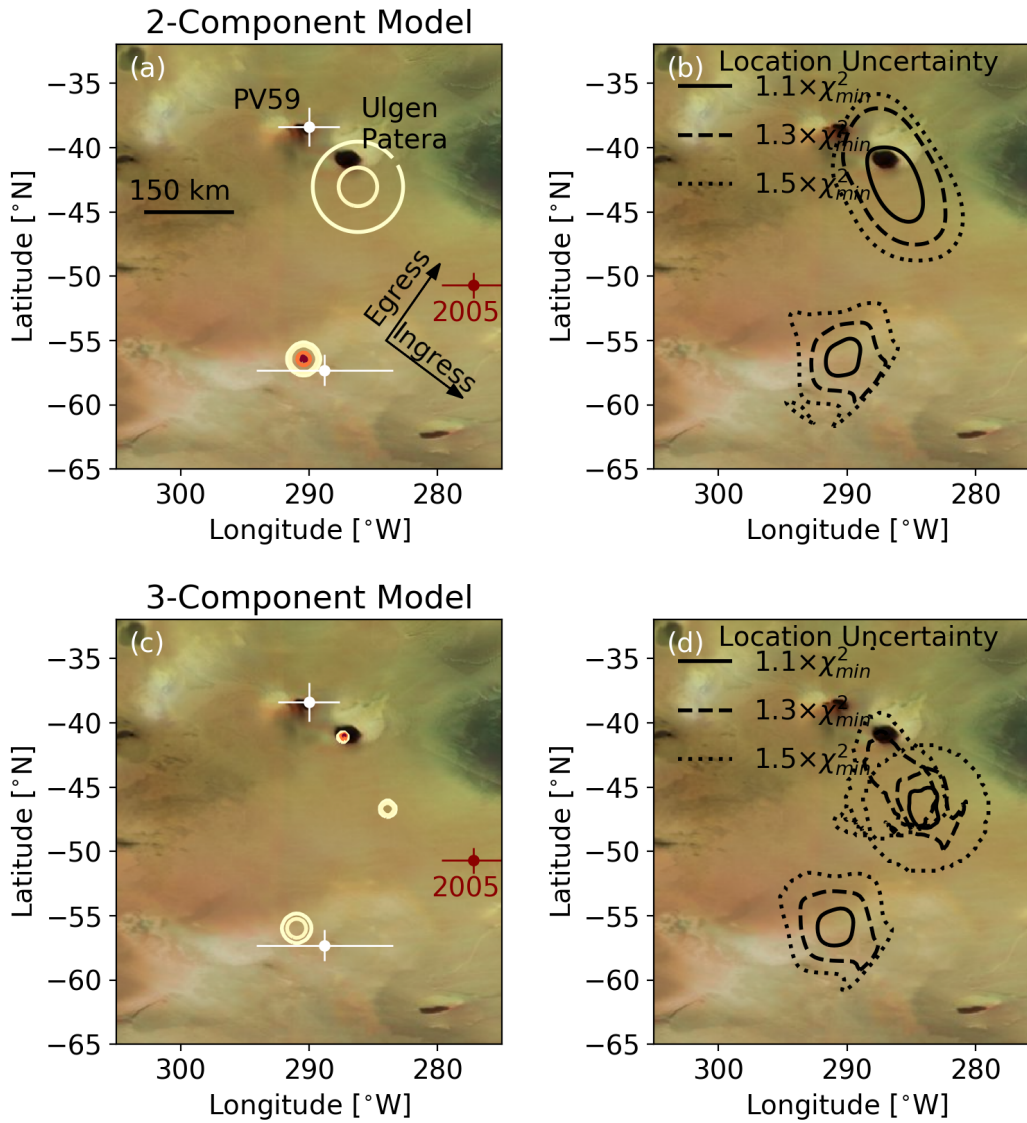 2-Component Model
(a)
PV59
Ulgen
Patera
150 km
Egress
Ingress
2005
−35
−40
−45
−50
−55
−60
−65
300
290
280
Latitude [°N]
Longitude [°W]
(b)
Location Uncertainty
1.1×χ²min
1.3×χ²min
1.5×χ²min
−35
−40
−45
−50
−55
−60
−65
300
290
280
Latitude [°N]
Longitude [°W]
3-Component Model
(c)
2005
−35
−40
−45
−50
−55
−60
−65
300
290
280
Latitude [°N]
Longitude [°W]
(d)
Location Uncertainty
1.1×χ²min
1.3×χ²min
1.5×χ²min
−35
−40
−45
−50
−55
−60
−65
300
290
280
Latitude [°N]
Longitude [°W]